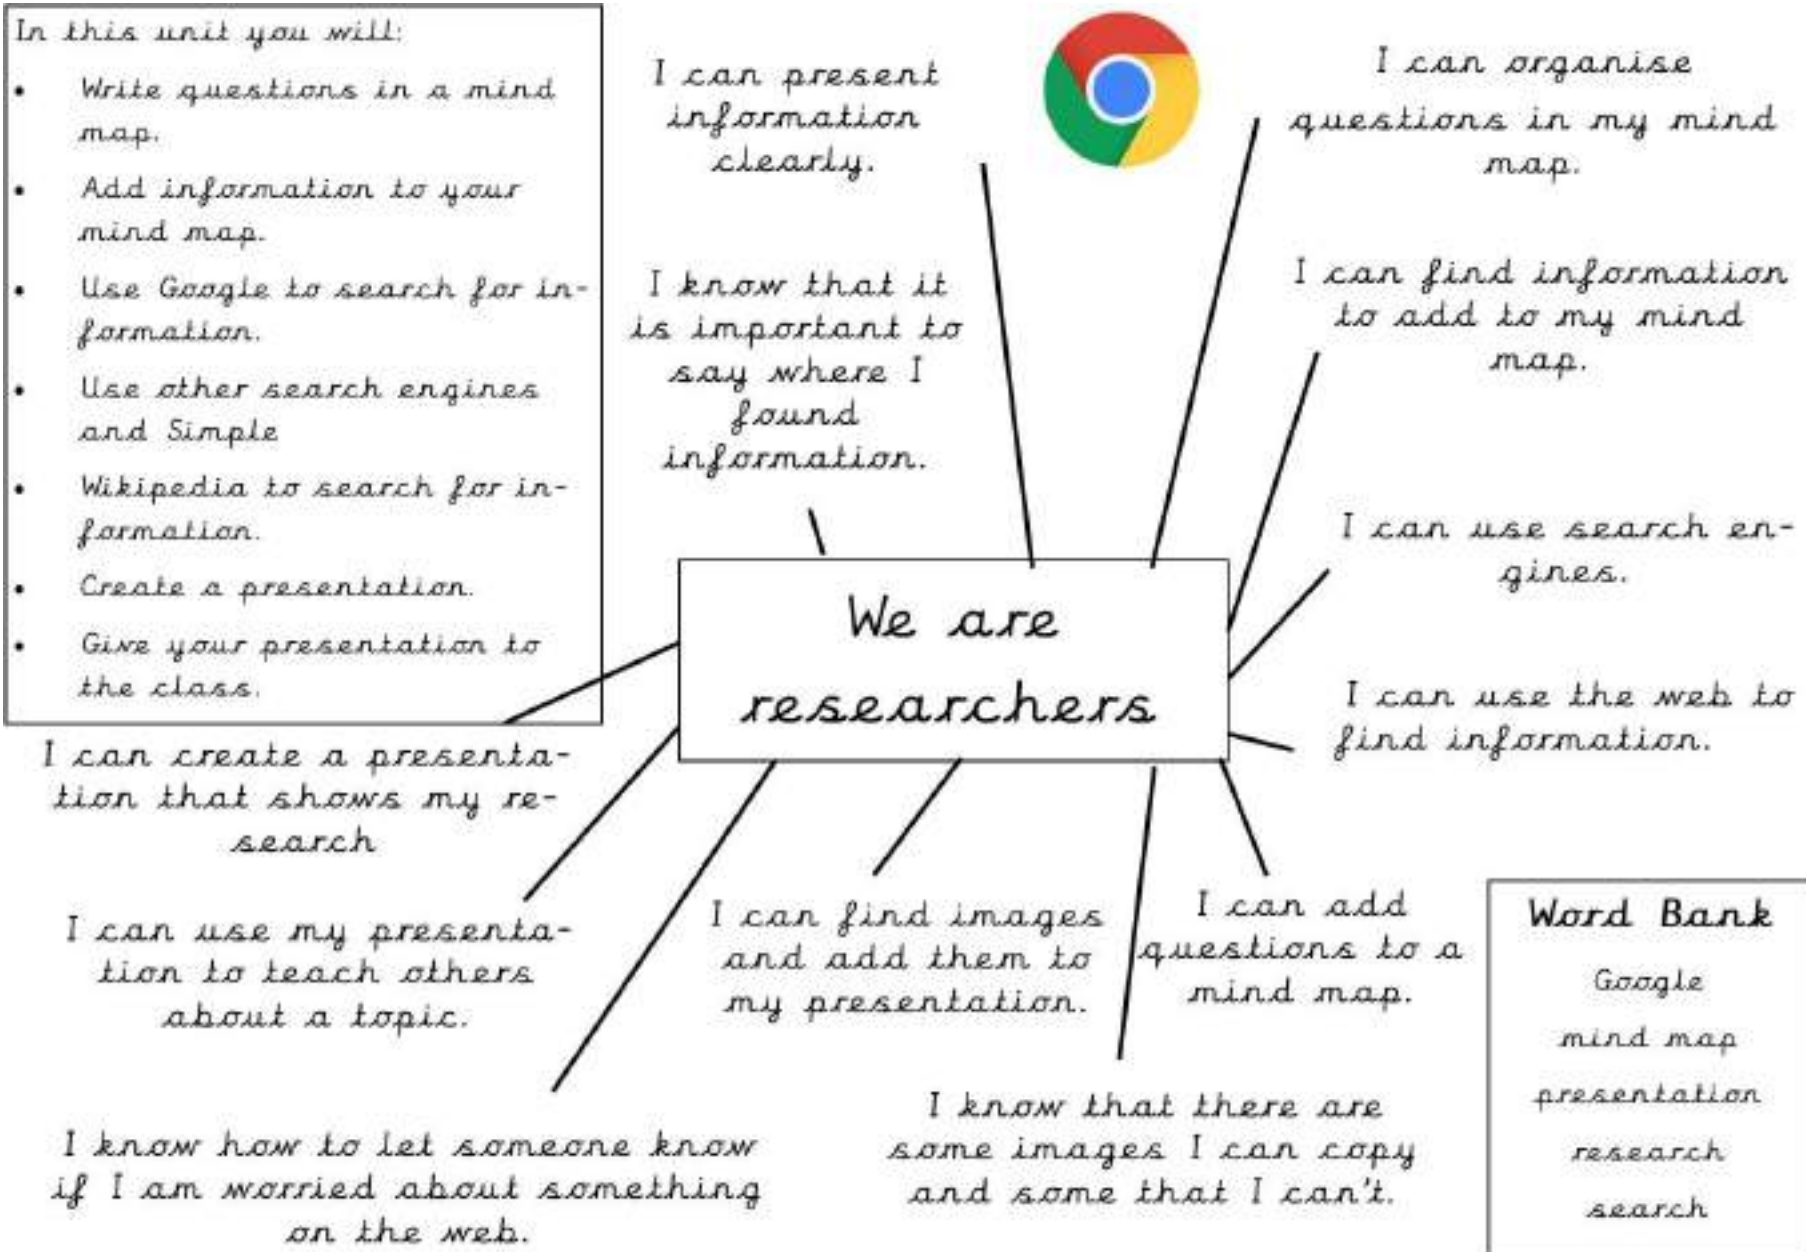 In this unit you will:
• Write questions in a mind
map.
• Add information to your
mind map.
• Use Google to search for in-
formation.
• Use other search engines
and Simple
• Wikipedia to search for in-
formation.
• Create a presentation.
• Give your presentation to
the class.
I can present
information
clearly.
I know that it
is important to
say where I
found
information.
I can organise
questions in my mind
map.
I can find information
to add to my mind
map.
I can use search en-
gines.
I can use the web to
find information.
We are
researchers
I can create a presenta-
tion that shows my re-
search
I can use my presenta-
tion to teach others
about a topic.
I know how to let someone know
if I am worried about something
on the web.
I can find images
and add them to
my presentation.
I can add
questions to a
mind map.
I know that there are
some images I can copy
and some that I can't.
Word Bank
Google
mind map
presentation
research
search